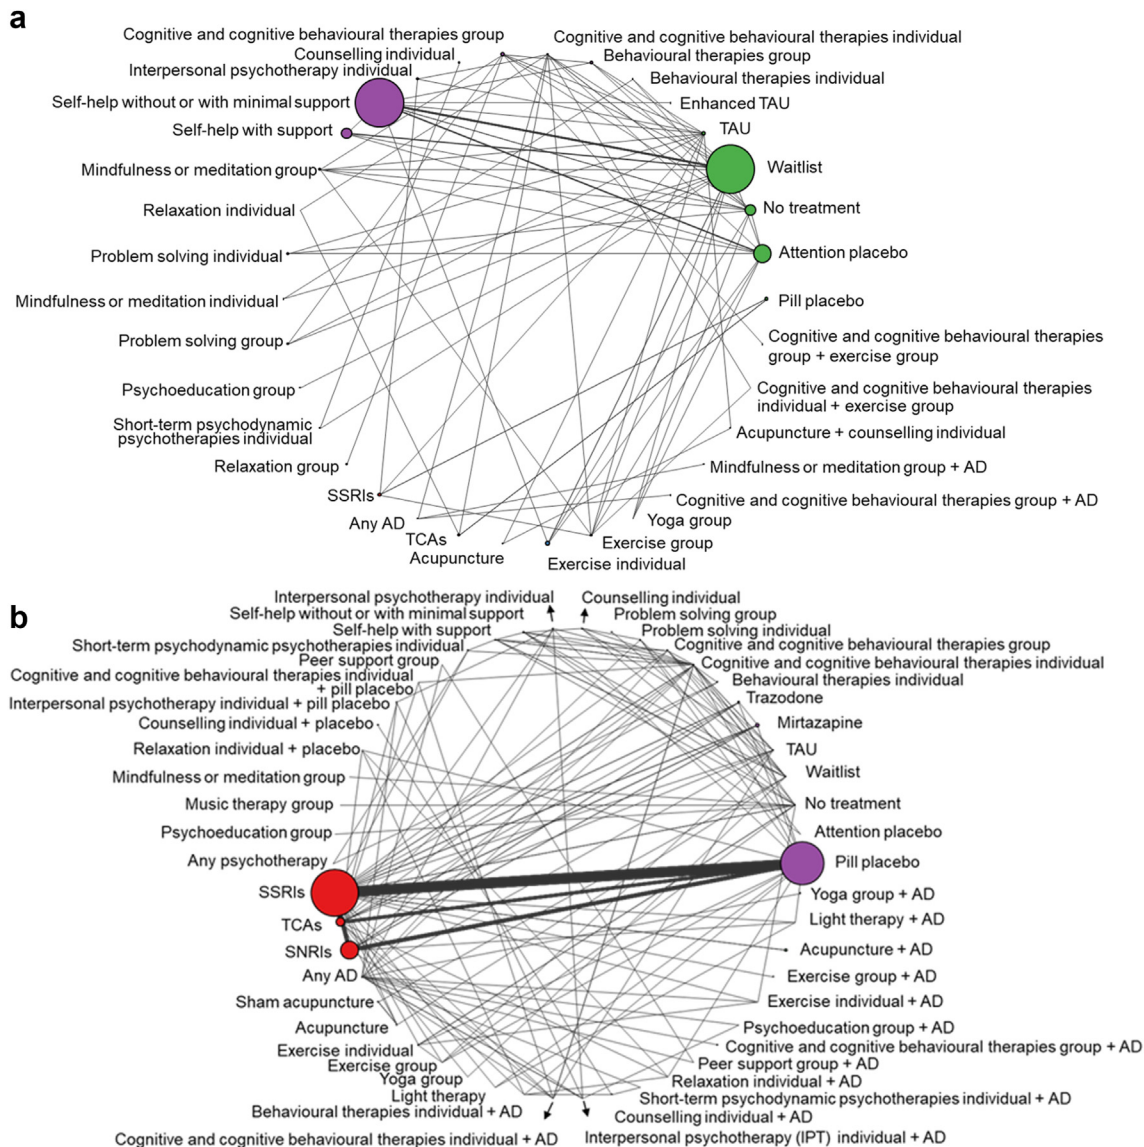 a
Cognitive and cognitive behavioural therapies group
Counselling individual
Interpersonal psychotherapy individual
Self-help without or with minimal support
Self-help with support
Mindfulness or meditation group
Relaxation individual
Problem solving individual
Mindfulness or meditation individual
Problem solving group
Psychoeducation group
Short-term psychodynamic
psychotherapies individual
Relaxation group
SSRIs
Any AD
TCAs
Acupuncture
Cognitive and cognitive behavioural therapies individual
Behavioural therapies group
Behavioural therapies individual
Enhanced TAU
TAU
Waitlist
No treatment
Attention placebo
Pill placebo
Cognitive and cognitive behavioural therapies
group + exercise group
Cognitive and cognitive behavioural therapies
individual + exercise group
Acupuncture + counselling individual
Mindfulness or meditation group + AD
Cognitive and cognitive behavioural therapies group + AD
Yoga group
Exercise group
Exercise individual
b
Interpersonal psychotherapy individual
Self-help without or with minimal support
Self-help with support
Short-term psychodynamic psychotherapies individual
Peer support group
Cognitive and cognitive behavioural therapies individual
+ pill placebo
Interpersonal psychotherapy individual + pill placebo
Counselling individual + placebo
Relaxation individual + placebo
Mindfulness or meditation group
Music therapy group
Psychoeducation group
Any psychotherapy
SSRIs
TCAs
SNRIs
Any AD
Sham acupuncture
Acupuncture
Exercise individual
Exercise group
Yoga group
Light therapy
Behavioural therapies individual + AD
Cognitive and cognitive behavioural therapies individual + AD
Counselling individual
Problem solving group
Problem solving individual
Cognitive and cognitive behavioural therapies group
Cognitive and cognitive behavioural therapies individual
Behavioural therapies individual
Trazodone
Mirtazapine
TAU
Waitlist
No treatment
Attention placebo
Pill placebo
Yoga group + AD
Light therapy + AD
Acupuncture + AD
Exercise group + AD
Exercise individual + AD
Psychoeducation group + AD
Cognitive and cognitive behavioural therapies group + AD
Peer support group + AD
Relaxation individual + AD
Short-term psychodynamic psychotherapies individual + AD
Counselling individual + AD
Interpersonal psychotherapy (IPT) individual + AD